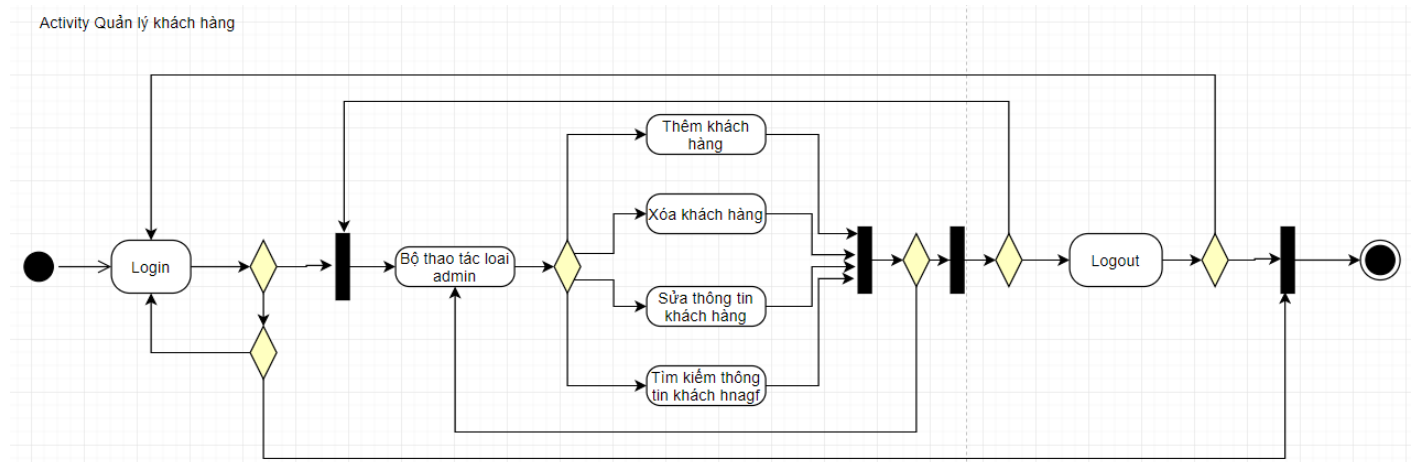 Activity Quản lý khách hàng
Thêm khách
hàng
Xóa khách hàng
Login
Bộ thao tác loai
admin
Logout
Sửa thông tin
khách hàng
Tìm kiếm thông
tin khách hnagf